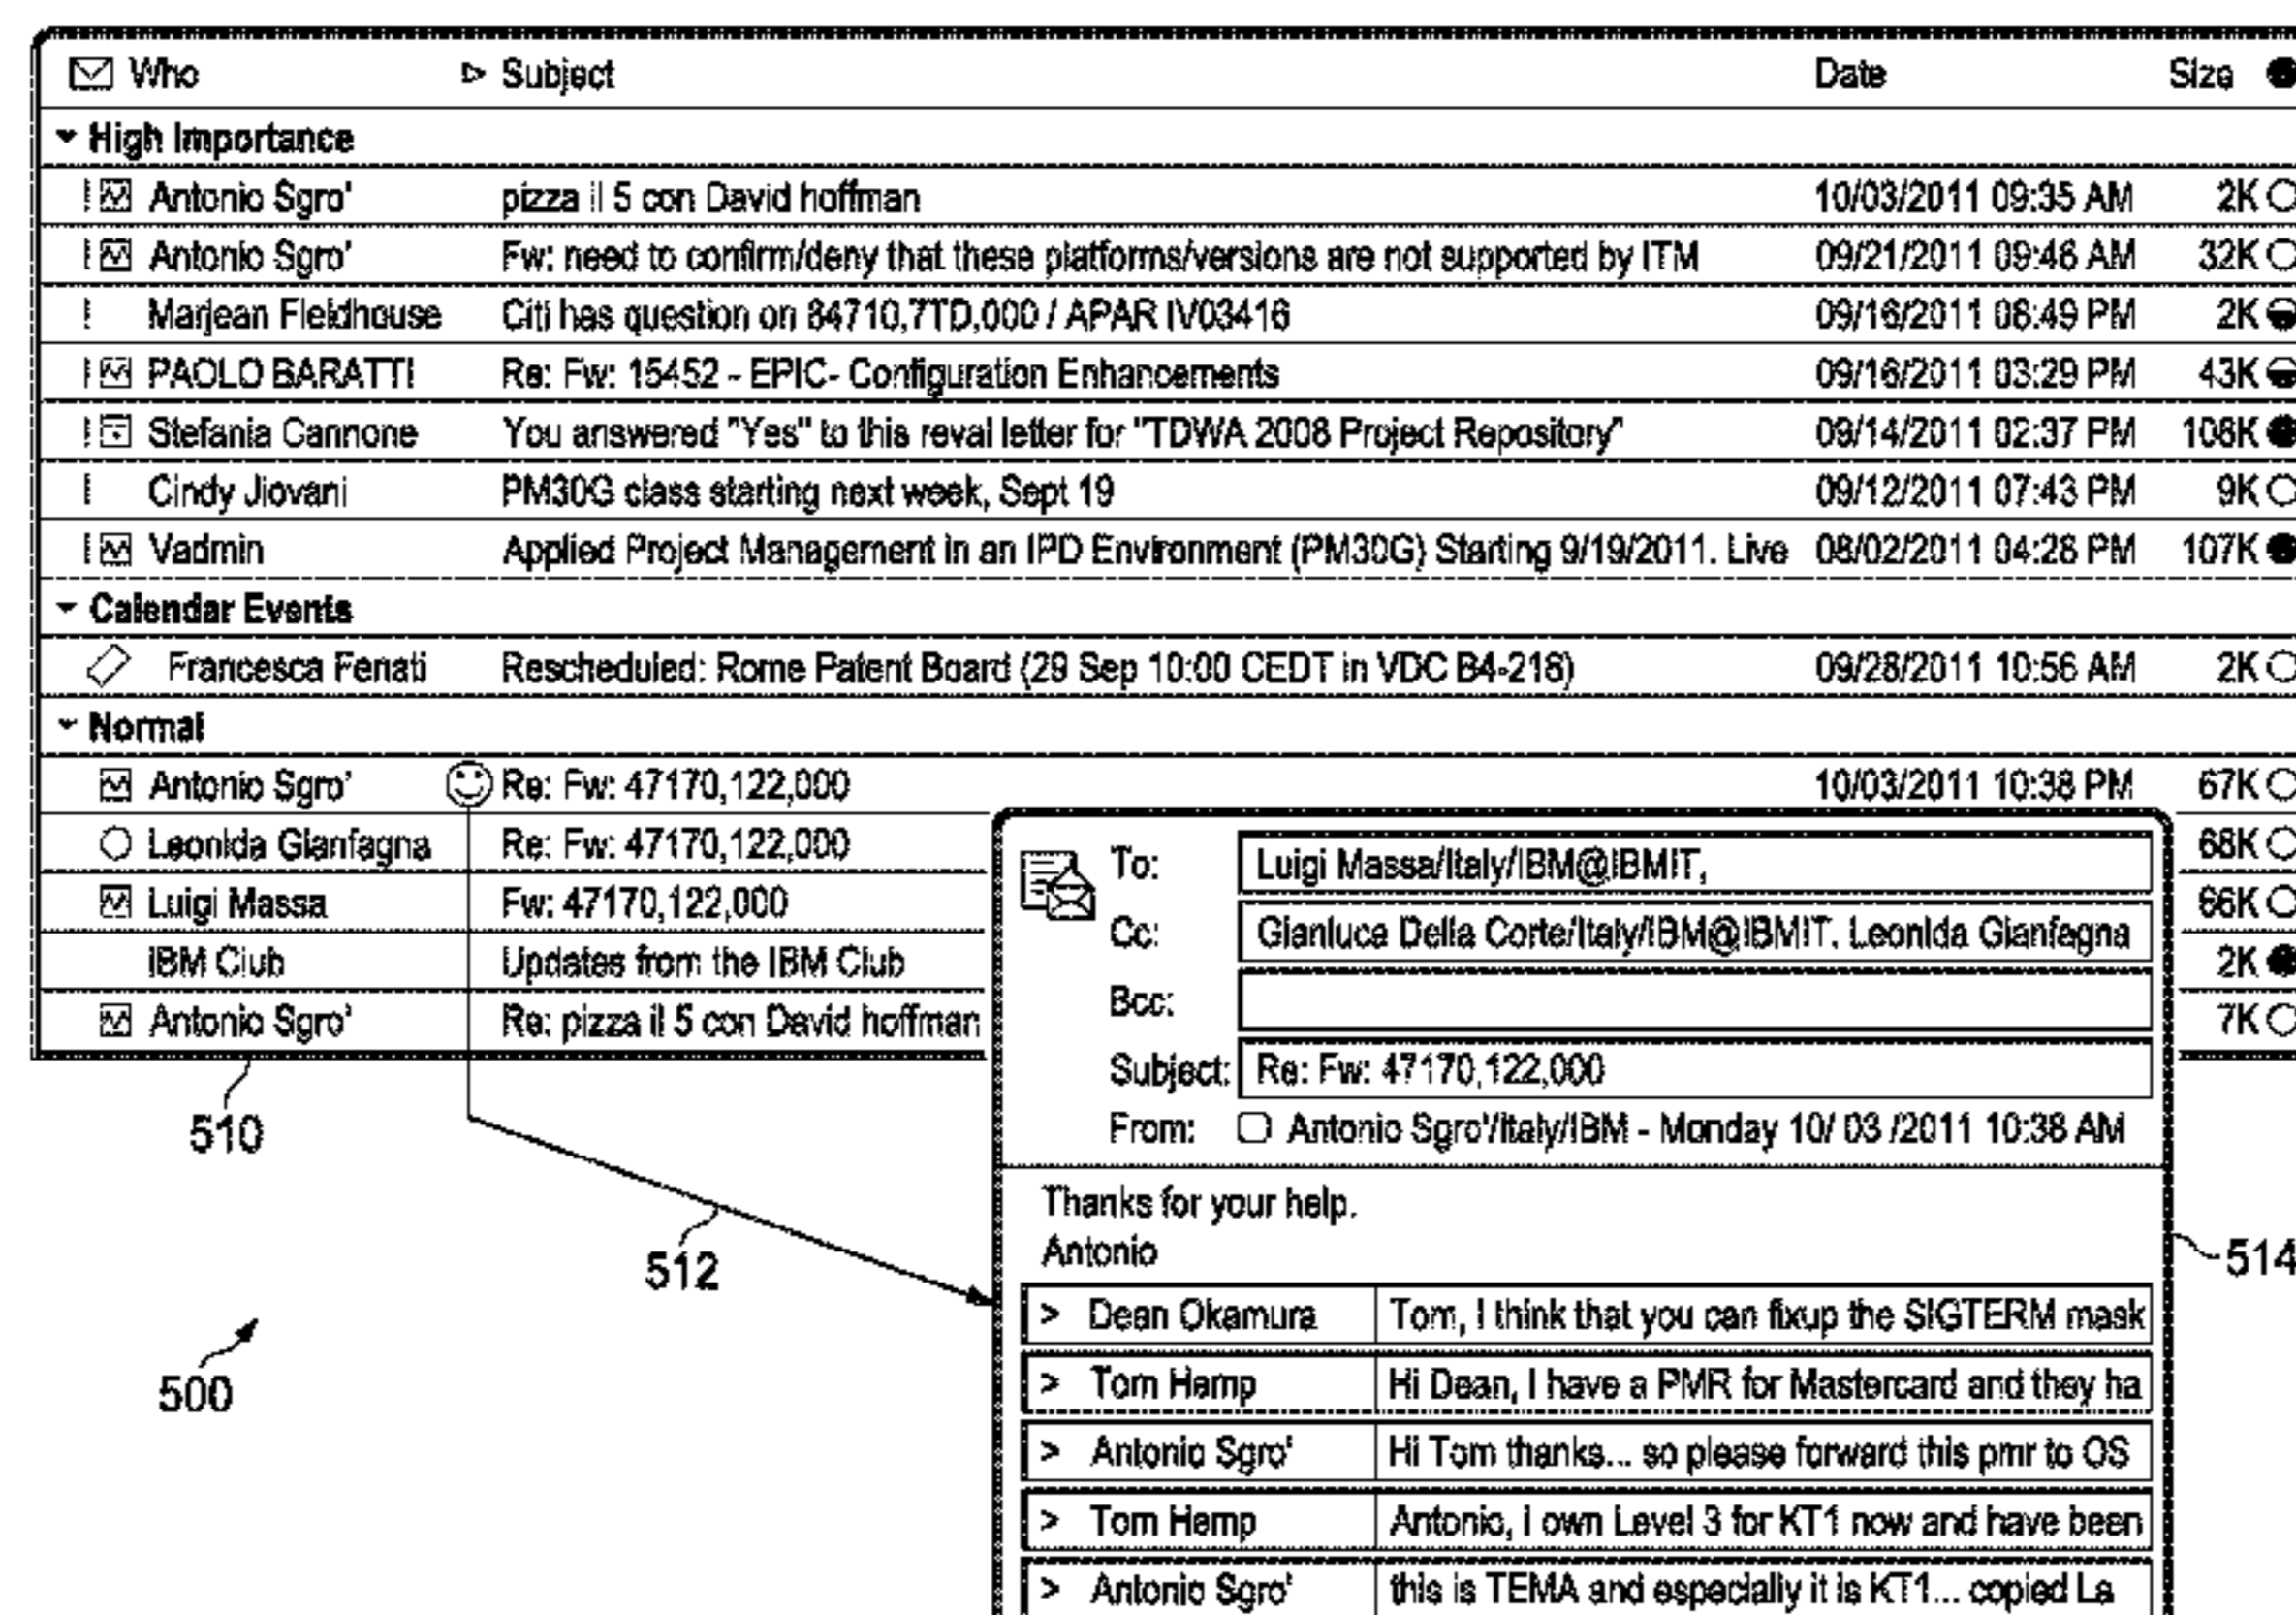 Who Subject Date Size
High Importance
! Antonio Sgro' pizza il 5 con David hoffman 10/03/2011 09:35 AM 2K
! Antonio Sgro' Fw: need to confirm/deny that these platforms/versions are not supported by ITM 09/21/2011 09:46 AM 32K
! Marjean Fieldhouse Citi has question on 84710,7TD,000 / APAR IV03416 09/16/2011 08:49 PM 2K
! PAOLO BARATTI Re: Fw: 15452 - EPIC- Configuration Enhancements 09/16/2011 03:29 PM 43K
! Stefania Cannone You answered "Yes" to this reval letter for "TDWA 2008 Project Repository" 09/14/2011 02:37 PM 108K
! Cindy Jiovani PM30G class starting next week, Sept 19 09/12/2011 07:43 PM 9K
! Vadmin Applied Project Management in an IPD Environment (PM30G) Starting 9/19/2011. Live 08/02/2011 04:28 PM 107K
Calendar Events
Francesca Fenati Rescheduled: Rome Patent Board (29 Sep 10:00 CEDT in VDC B4-216) 09/28/2011 10:56 AM 2K
Normal
Antonio Sgro' Re: Fw: 47170,122,000 10/03/2011 10:38 PM 67K
Leonida Gianfagna Re: Fw: 47170,122,000 68K
Luigi Massa Fw: 47170,122,000 66K
IBM Club Updates from the IBM Club 2K
Antonio Sgro' Re: pizza il 5 con David hoffman 7K
To: Luigi Massa/Italy/IBM@IBMIT,
Cc: Gianluca Della Corte/Italy/IBM@IBMIT. Leonida Gianfagna
Bcc:
Subject: Re: Fw: 47170,122,000
From: Antonio Sgro'/Italy/IBM - Monday 10/ 03 /2011 10:38 AM
Thanks for your help.
Antonio
> Dean Okamura Tom, I think that you can fixup the SIGTERM mask
> Tom Hemp Hi Dean, I have a PMR for Mastercard and they ha
> Antonio Sgro' Hi Tom thanks... so please forward this pmr to OS
> Tom Hemp Antonio, i own Level 3 for KT1 now and have been
> Antonio Sgro' this is TEMA and especially it is KT1... copied La
510
512
514
500